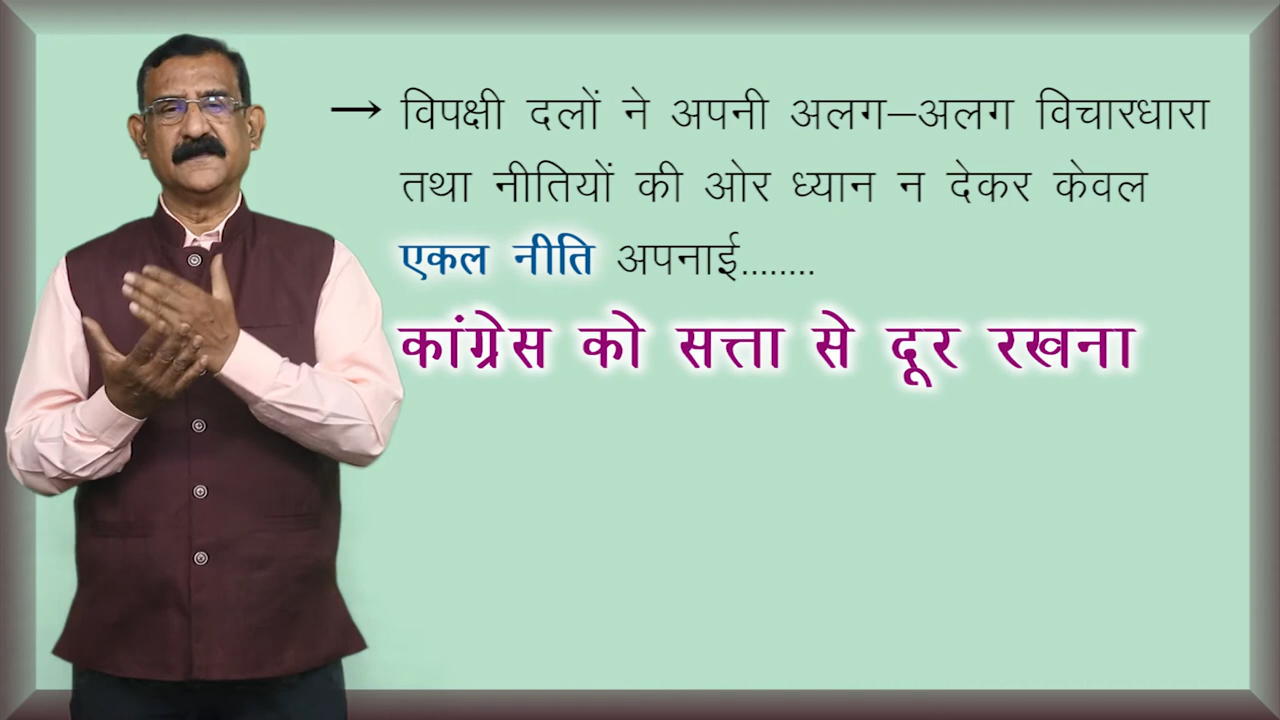 → विपक्षी दलों ने अपनी अलग–अलग विचारधारा
तथा नीतियों की ओर ध्यान न देकर केवल
एकल नीति अपनाई........
कांग्रेस को सत्ता से दूर रखना